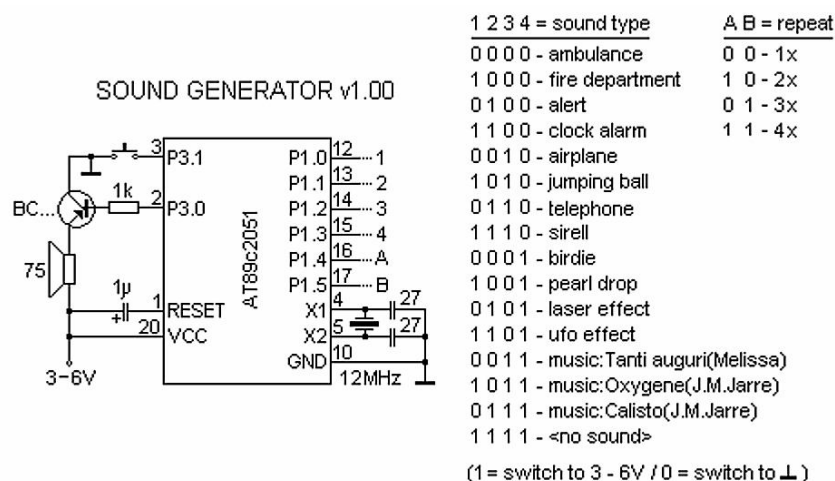 SOUND GENERATOR v1.00
3
P3.1
1k
2
P3.0
BC...
75
1µ
+
1
RESET
20
VCC
3-6V
AT89c2051
P1.0 12 ... 1
P1.1 13 ... 2
P1.2 14 ... 3
P1.3 15 ... 4
P1.4 16 ... A
P1.5 17 ... B
X1 4 27
X2 5 27
GND 10
12MHz
1 2 3 4 = sound type
0 0 0 0 - ambulance
1 0 0 0 - fire department
0 1 0 0 - alert
1 1 0 0 - clock alarm
0 0 1 0 - airplane
1 0 1 0 - jumping ball
0 1 1 0 - telephone
1 1 1 0 - sirell
0 0 0 1 - birdie
1 0 0 1 - pearl drop
0 1 0 1 - laser effect
1 1 0 1 - ufo effect
0 0 1 1 - music:Tanti auguri(Melissa)
1 0 1 1 - music:Oxygene(J.M.Jarre)
0 1 1 1 - music:Calisto(J.M.Jarre)
1 1 1 1 - <no sound>
A B = repeat
0 0 - 1x
1 0 - 2x
0 1 - 3x
1 1 - 4x
(1 = switch to 3 - 6V / 0 = switch to ⊥)